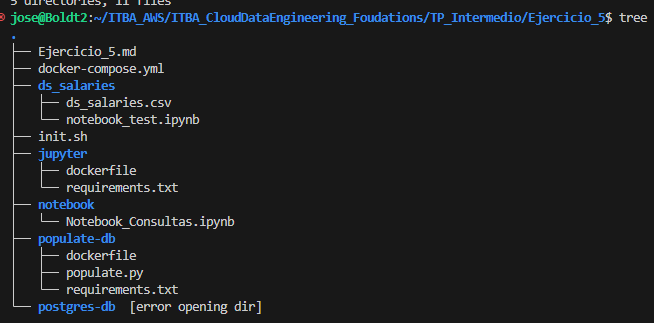 5 directories, 11 files
jose@Boldt2:~/ITBA_AWS/ITBA_CloudDataEngineering_Foudations/TP_Intermedio/Ejercicio_5$ tree
.
├── Ejercicio_5.md
├── docker-compose.yml
├── ds_salaries
│   ├── ds_salaries.csv
│   └── notebook_test.ipynb
├── init.sh
├── jupyter
│   ├── dockerfile
│   └── requirements.txt
├── notebook
│   └── Notebook_Consultas.ipynb
├── populate-db
│   ├── dockerfile
│   ├── populate.py
│   └── requirements.txt
└── postgres-db  [error opening dir]